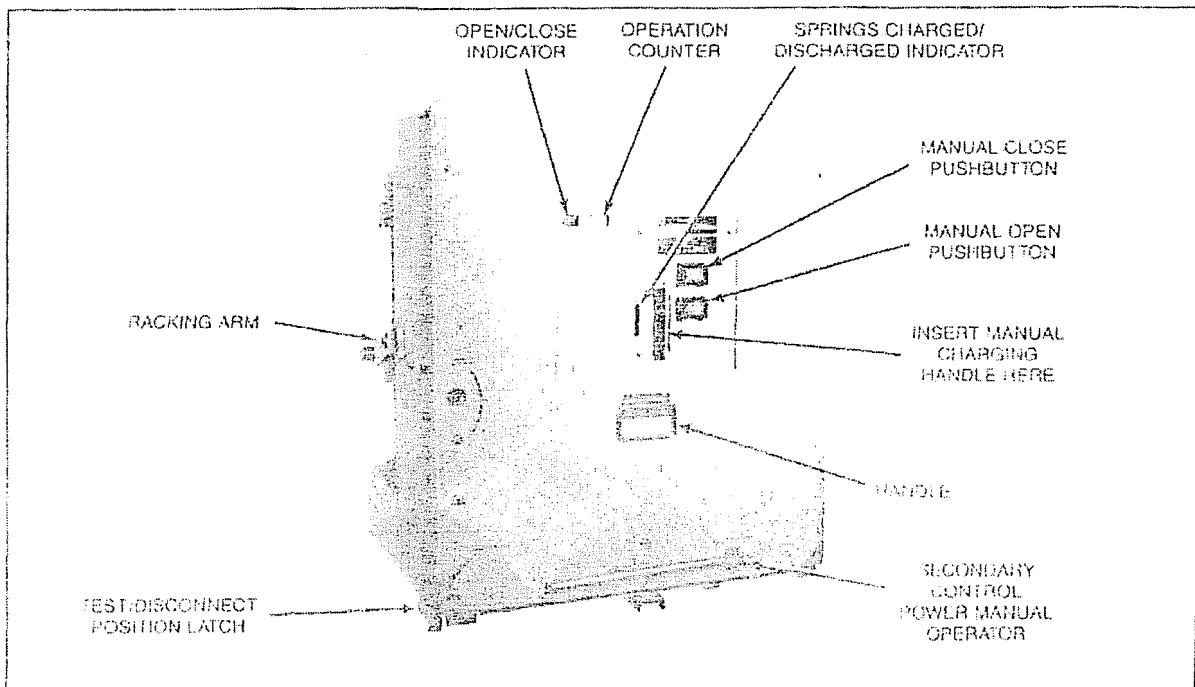 OPEN/CLOSE
INDICATOR
OPERATION
COUNTER
SPRINGS CHARGED/
DISCHARGED INDICATOR
MANUAL CLOSE
PUSHBUTTON
MANUAL OPEN
PUSHBUTTON
RACKING ARM
INSERT MANUAL
CHARGING
HANDLE HERE
HANDLE
TEST/DISCONNECT
POSITION LATCH
SECONDARY
CONTROL
POWER MANUAL
OPERATOR